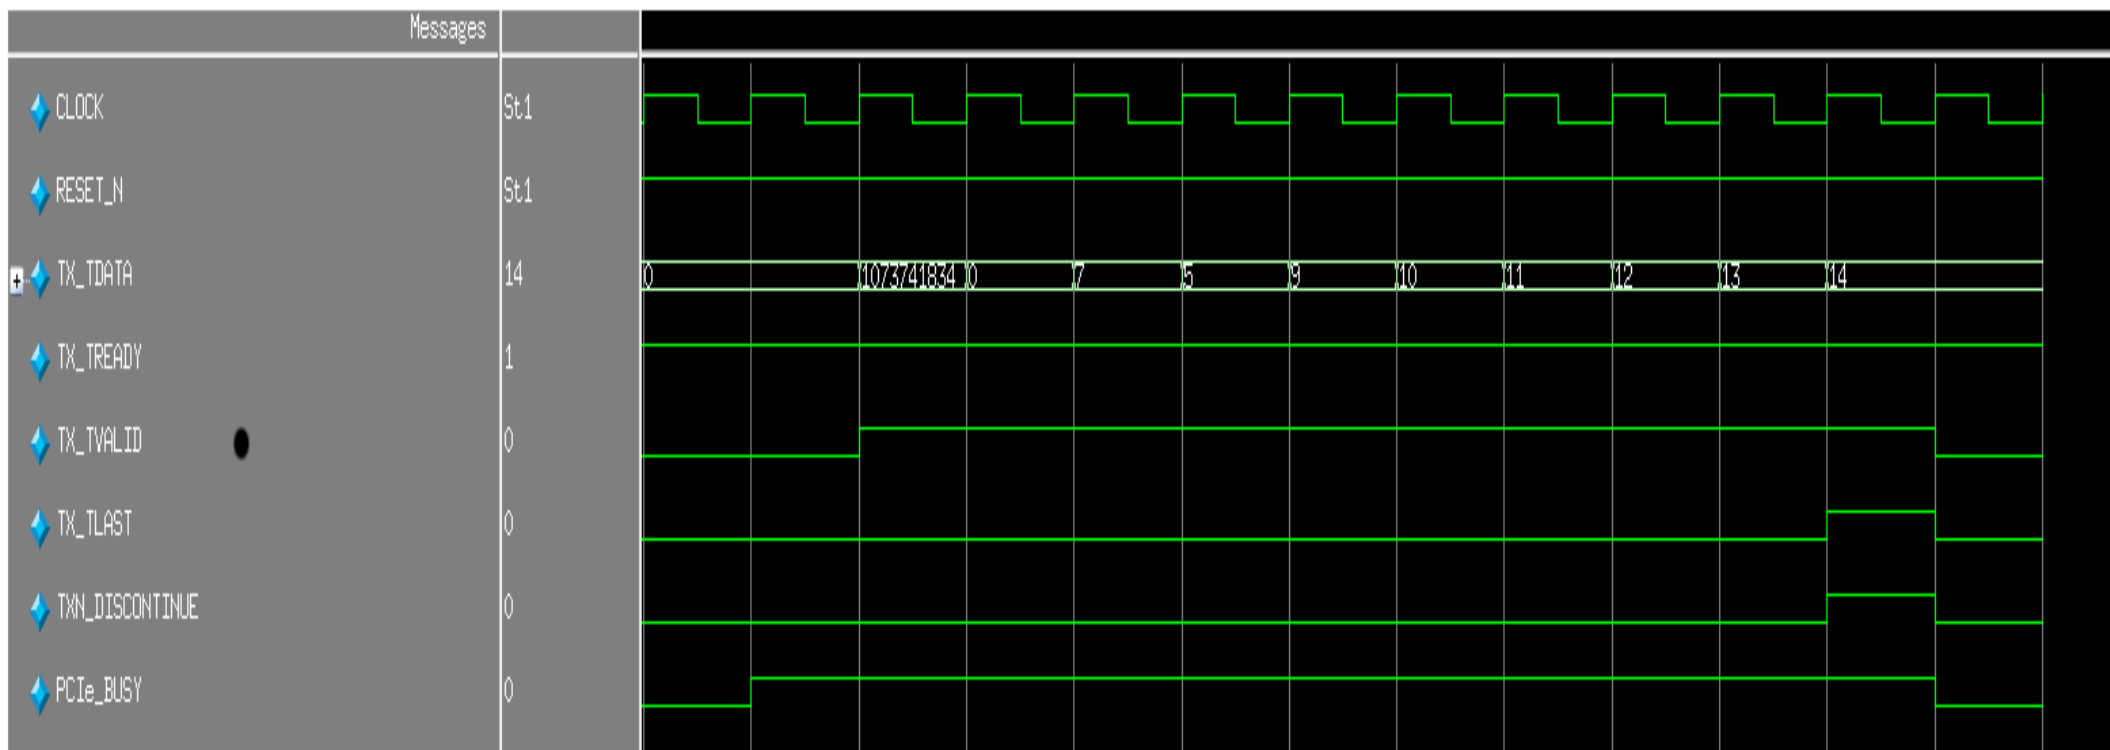 Messages
CLOCK St1
RESET_N St1
TX_TDATA 14 0 1073741834 0 7 5 9 10 11 12 13 14
TX_TREADY 1
TX_TVALID 0
TX_TLAST 0
TXN_DISCONTINUE 0
PCIe_BUSY 0